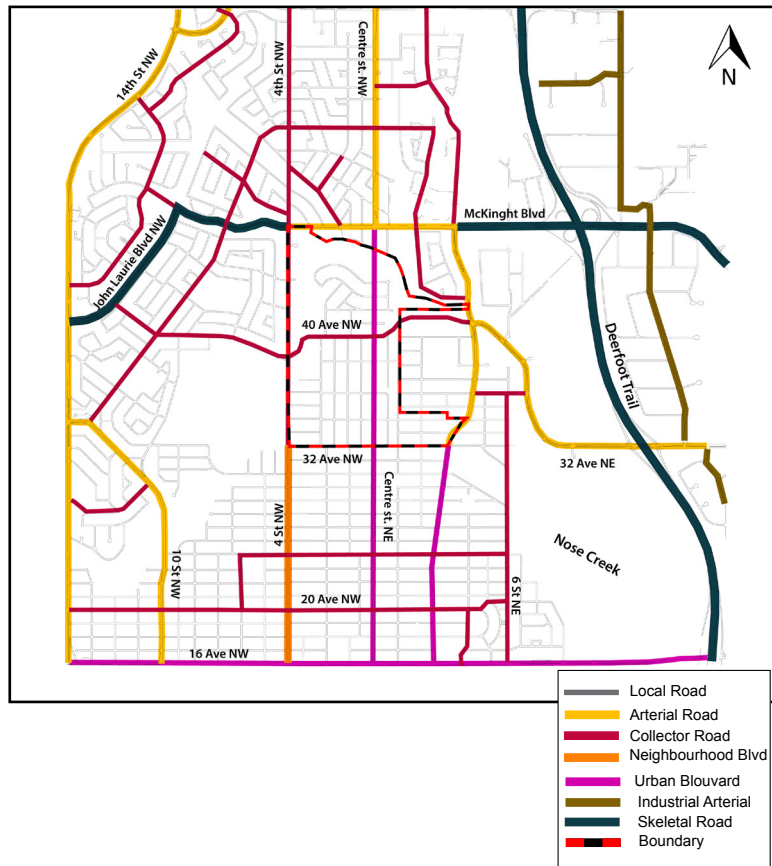 14th St NW
4th St NW
Centre st. NW
N
McKinght Blvd
John Laurie Blvd NW
40 Ave NW
Deerfoot Trail
32 Ave NW
32 Ave NE
4 St NW
Centre st. NE
Nose Creek
10 St NW
20 Ave NW
6 St NE
16 Ave NW
Local Road
Arterial Road
Collector Road
Neighbourhood Blvd
Urban Blouvard
Industrial Arterial
Skeletal Road
Boundary